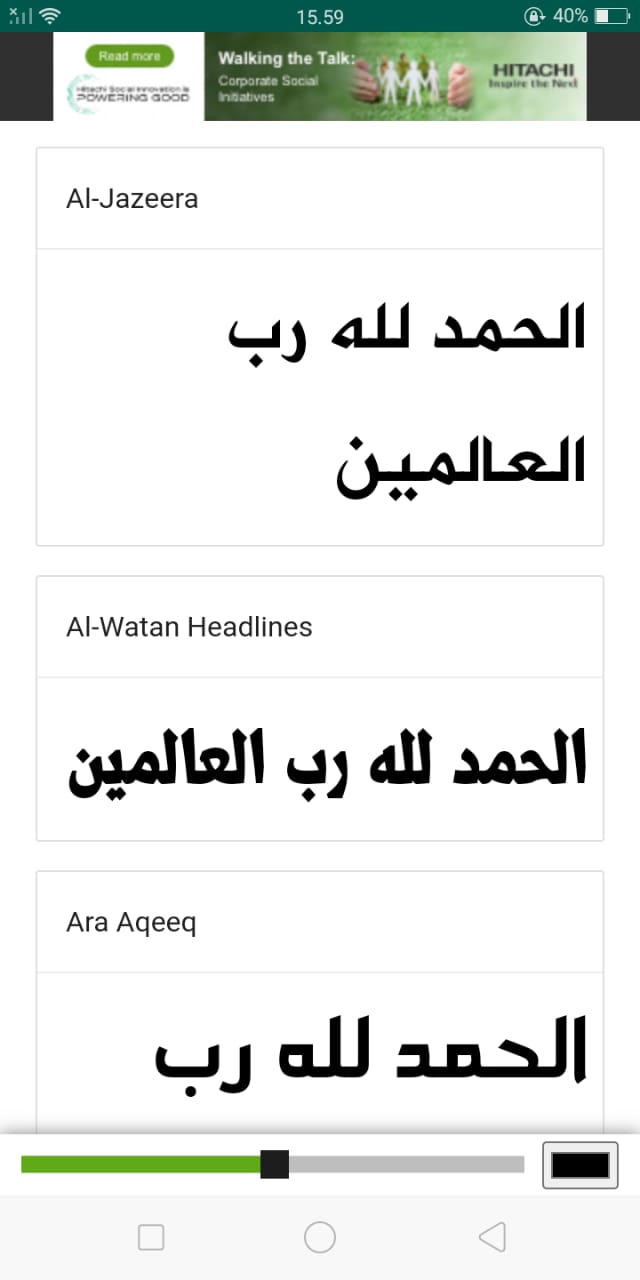 15.59
40%
Read more
Hitachi Social Innovation is
POWERING GOOD
Walking the Talk:
Corporate Social
Initiatives
HITACHI
Inspire the Next
Al-Jazeera
الحمد لله رب
العالمين
Al-Watan Headlines
الحمد لله رب العالمين
Ara Aqeeq
الحمد لله رب